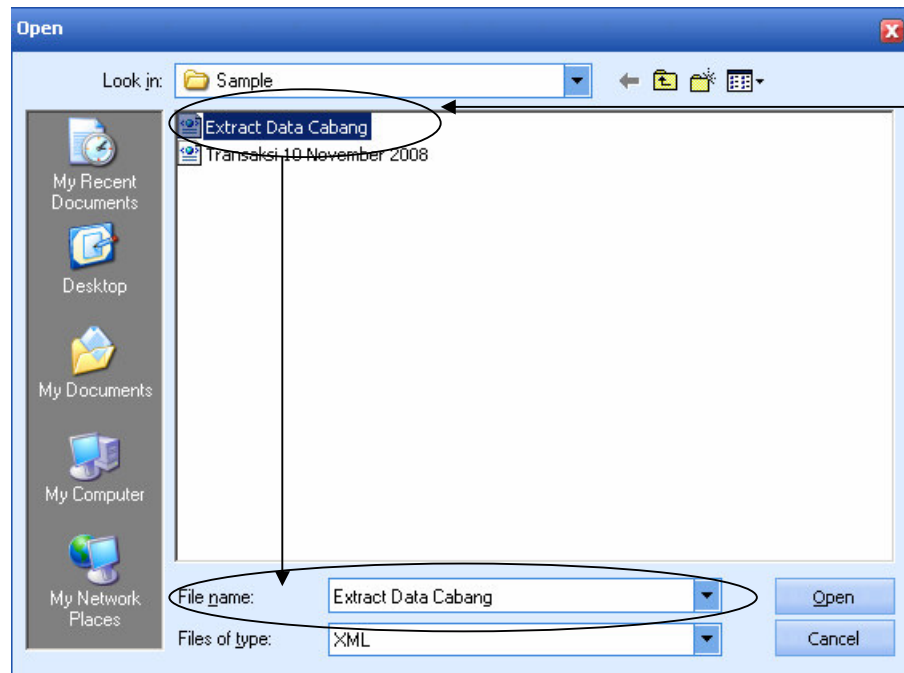 Open
Look in: Sample
Extract Data Cabang
Transaksi 10 November 2008
My Recent
Documents
Desktop
My Documents
My Computer
My Network
Places
File name: Extract Data Cabang Open
Files of type: XML Cancel